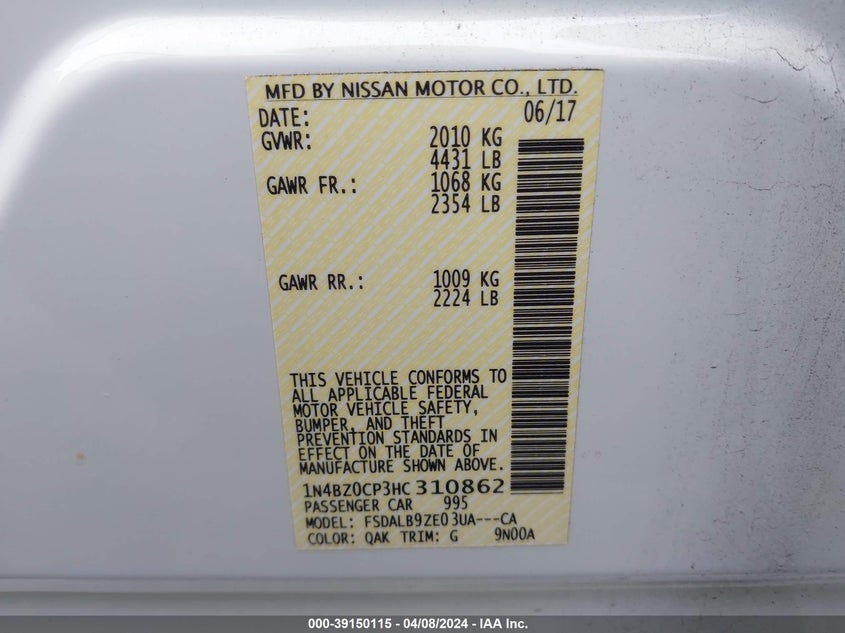 MFD BY NISSAN MOTOR CO., LTD.
DATE: 06/17
GVWR: 2010 KG
4431 LB
GAWR FR.: 1068 KG
2354 LB
GAWR RR.: 1009 KG
2224 LB
THIS VEHICLE CONFORMS TO
ALL APPLICABLE FEDERAL
MOTOR VEHICLE SAFETY,
BUMPER, AND THEFT
PREVENTION STANDARDS IN
EFFECT ON THE DATE OF
MANUFACTURE SHOWN ABOVE.
1N4BZ0CP3HC 310862
PASSENGER CAR 995
MODEL: FSDALB9ZE03UA---CA
COLOR: QAK TRIM: G 9N00A
000-39150115 | 04/08/2024 - IAA Inc.